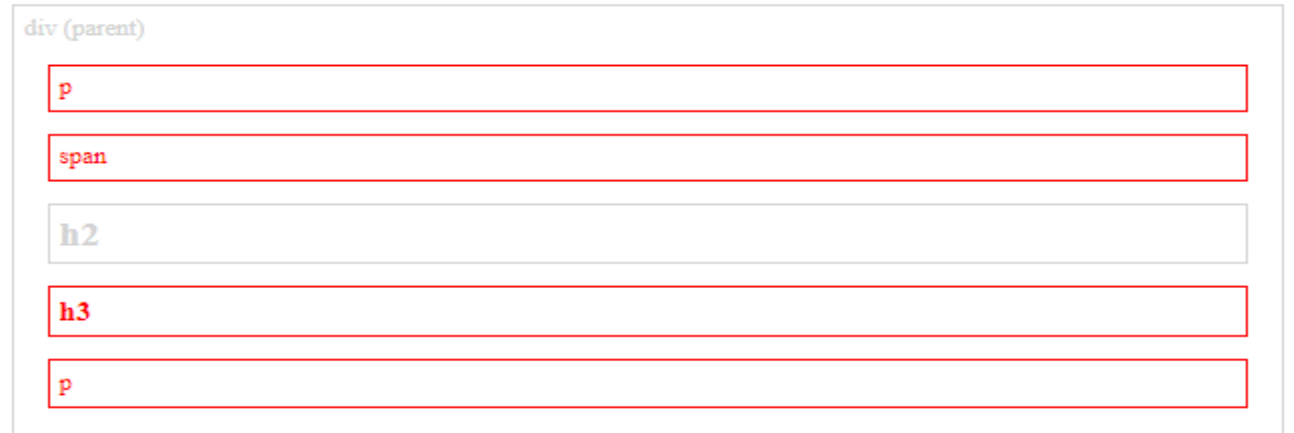 div (parent)
p
span
h2
h3
p